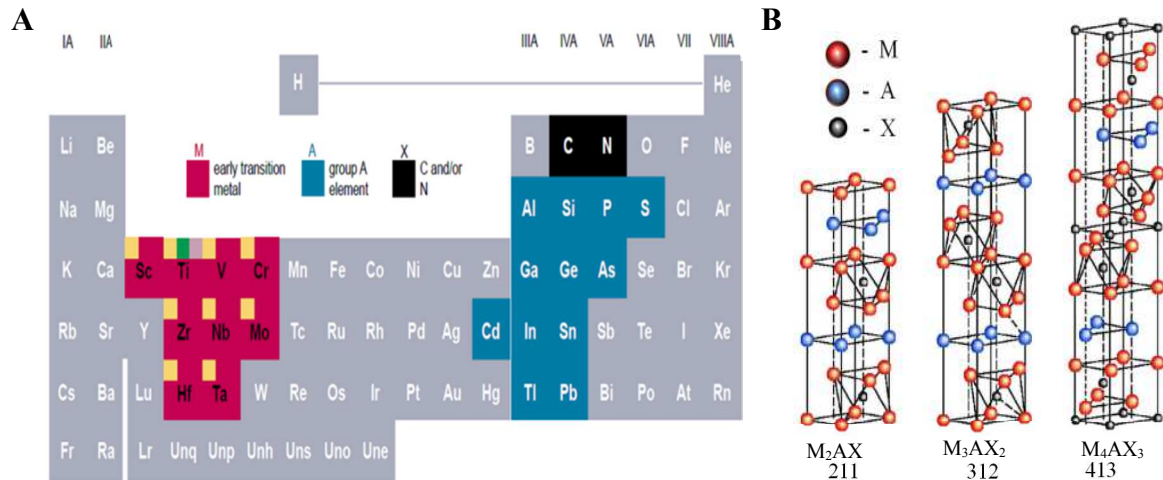 A
IA IIA IIIA IVA VA VIA VII VIIIA
H He
Li Be B C N O F Ne
M A X
early transition metal
group A element
C and/or N
Na Mg Al Si P S Cl Ar
K Ca Sc Ti V Cr Mn Fe Co Ni Cu Zn Ga Ge As Se Br Kr
Rb Sr Y Zr Nb Mo Tc Ru Rh Pd Ag Cd In Sn Sb Te I Xe
Cs Ba Lu Hf Ta W Re Os Ir Pt Au Hg Tl Pb Bi Po At Rn
Fr Ra Lr Unq Unp Unh Uns Uno Une
B
- M
- A
- X
M₂AX
211
M₃AX₂
312
M₄AX₃
413